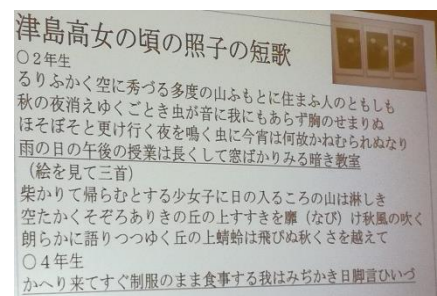 津島高女の頃の照子の短歌
○2年生
るりふかく空に秀づる多度の山ふもとに住まふ人のともしも
秋の夜消えゆくごとき虫が音に我にもあらず胸のせまりぬ
ほそぼそと更け行く夜を鳴く虫に今宵は何故かねむられぬなり
雨の日の午後の授業は長くして窓ばかりみる暗き教室
(絵を見て三首)
柴かりて帰らむとする少女子に日の入るころの山は淋しき
空たかくそぞろありきの丘の上すすきを靡(なび)け秋風の吹く
朗らかに語りつつゆく丘の上蜻蛉は飛びぬ秋くさを越えて
○4年生
かへり来てすぐ制服のまま食事する我はみぢかき日脚言ひいづ